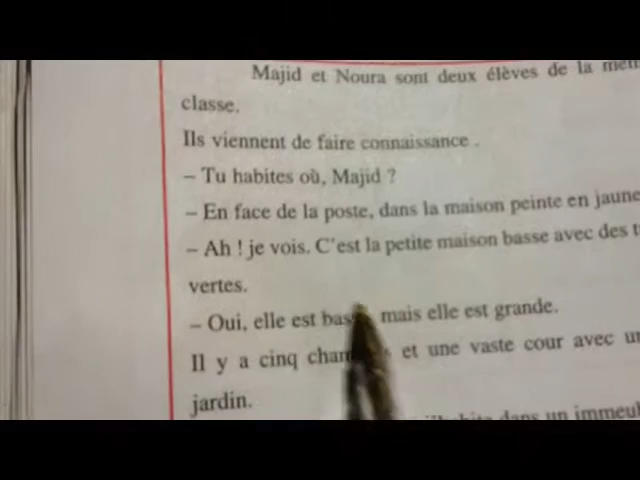 Majid et Noura sont deux élèves de la
classe.
Ils viennent de faire connaissance .
– Tu habites où, Majid ?
– En face de la poste, dans la maison peinte en jaune
– Ah ! je vois. C'est la petite maison basse avec des
vertes.
– Oui, elle est mais elle est grande.
Il y a cinq et une vaste cour avec
jardin.
dans un